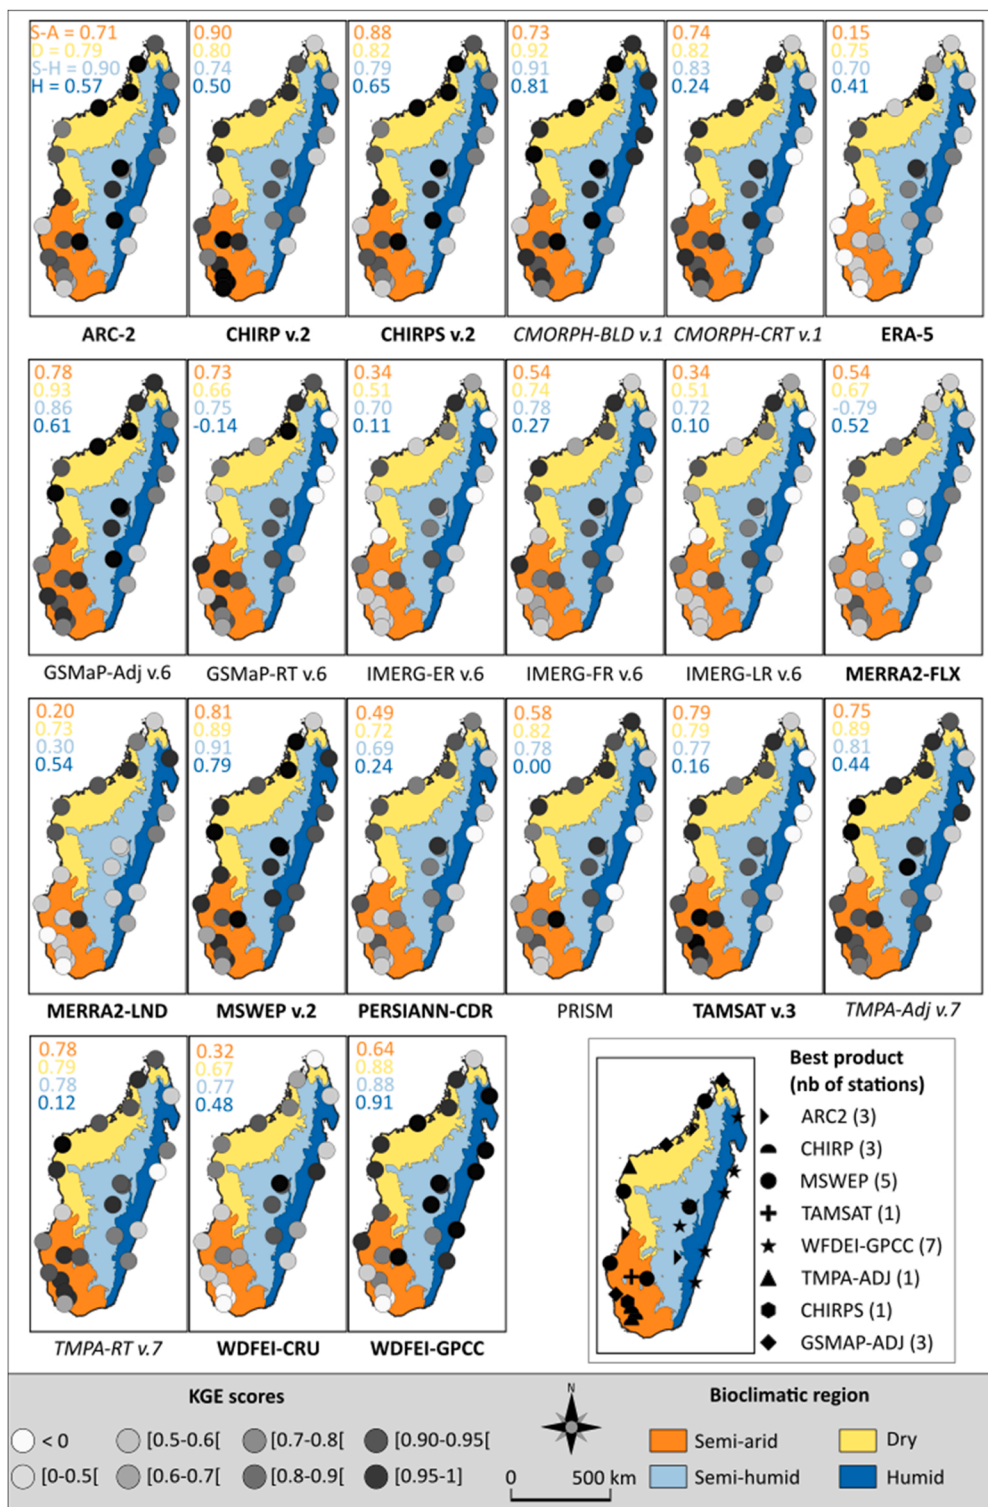 S-A = 0.71
D = 0.79
S-H = 0.90
H = 0.57
ARC-2
0.90
0.80
0.74
0.50
CHIRP v.2
0.88
0.82
0.79
0.65
CHIRPS v.2
0.73
0.92
0.91
0.81
CMORPH-BLD v.1
0.74
0.82
0.83
0.24
CMORPH-CRT v.1
0.15
0.75
0.70
0.41
ERA-5
0.78
0.93
0.86
0.61
GSMaP-Adj v.6
0.73
0.66
0.75
-0.14
GSMaP-RT v.6
0.34
0.51
0.70
0.11
IMERG-ER v.6
0.54
0.74
0.78
0.27
IMERG-FR v.6
0.34
0.51
0.72
0.10
IMERG-LR v.6
0.54
0.67
-0.79
0.52
MERRA2-FLX
0.20
0.73
0.30
0.54
MERRA2-LND
0.81
0.89
0.91
0.79
MSWEP v.2
0.49
0.72
0.69
0.24
PERSIANN-CDR
0.58
0.82
0.78
0.00
PRISM
0.79
0.79
0.77
0.16
TAMSAT v.3
0.75
0.89
0.81
0.44
TMPA-Adj v.7
0.78
0.79
0.78
0.12
TMPA-RT v.7
0.32
0.67
0.77
0.48
WDFEI-CRU
0.64
0.88
0.88
0.91
WDFEI-GPCC
Best product
(nb of stations)
ARC2 (3)
CHIRP (3)
MSWEP (5)
TAMSAT (1)
WFDEI-GPCC (7)
TMPA-ADJ (1)
CHIRPS (1)
GSMAP-ADJ (3)
KGE scores
< 0
[0.5-0.6[
[0.7-0.8[
[0.90-0.95[
[0-0.5[
[0.6-0.7[
[0.8-0.9[
[0.95-1]
N
0 500 km
Bioclimatic region
Semi-arid
Dry
Semi-humid
Humid